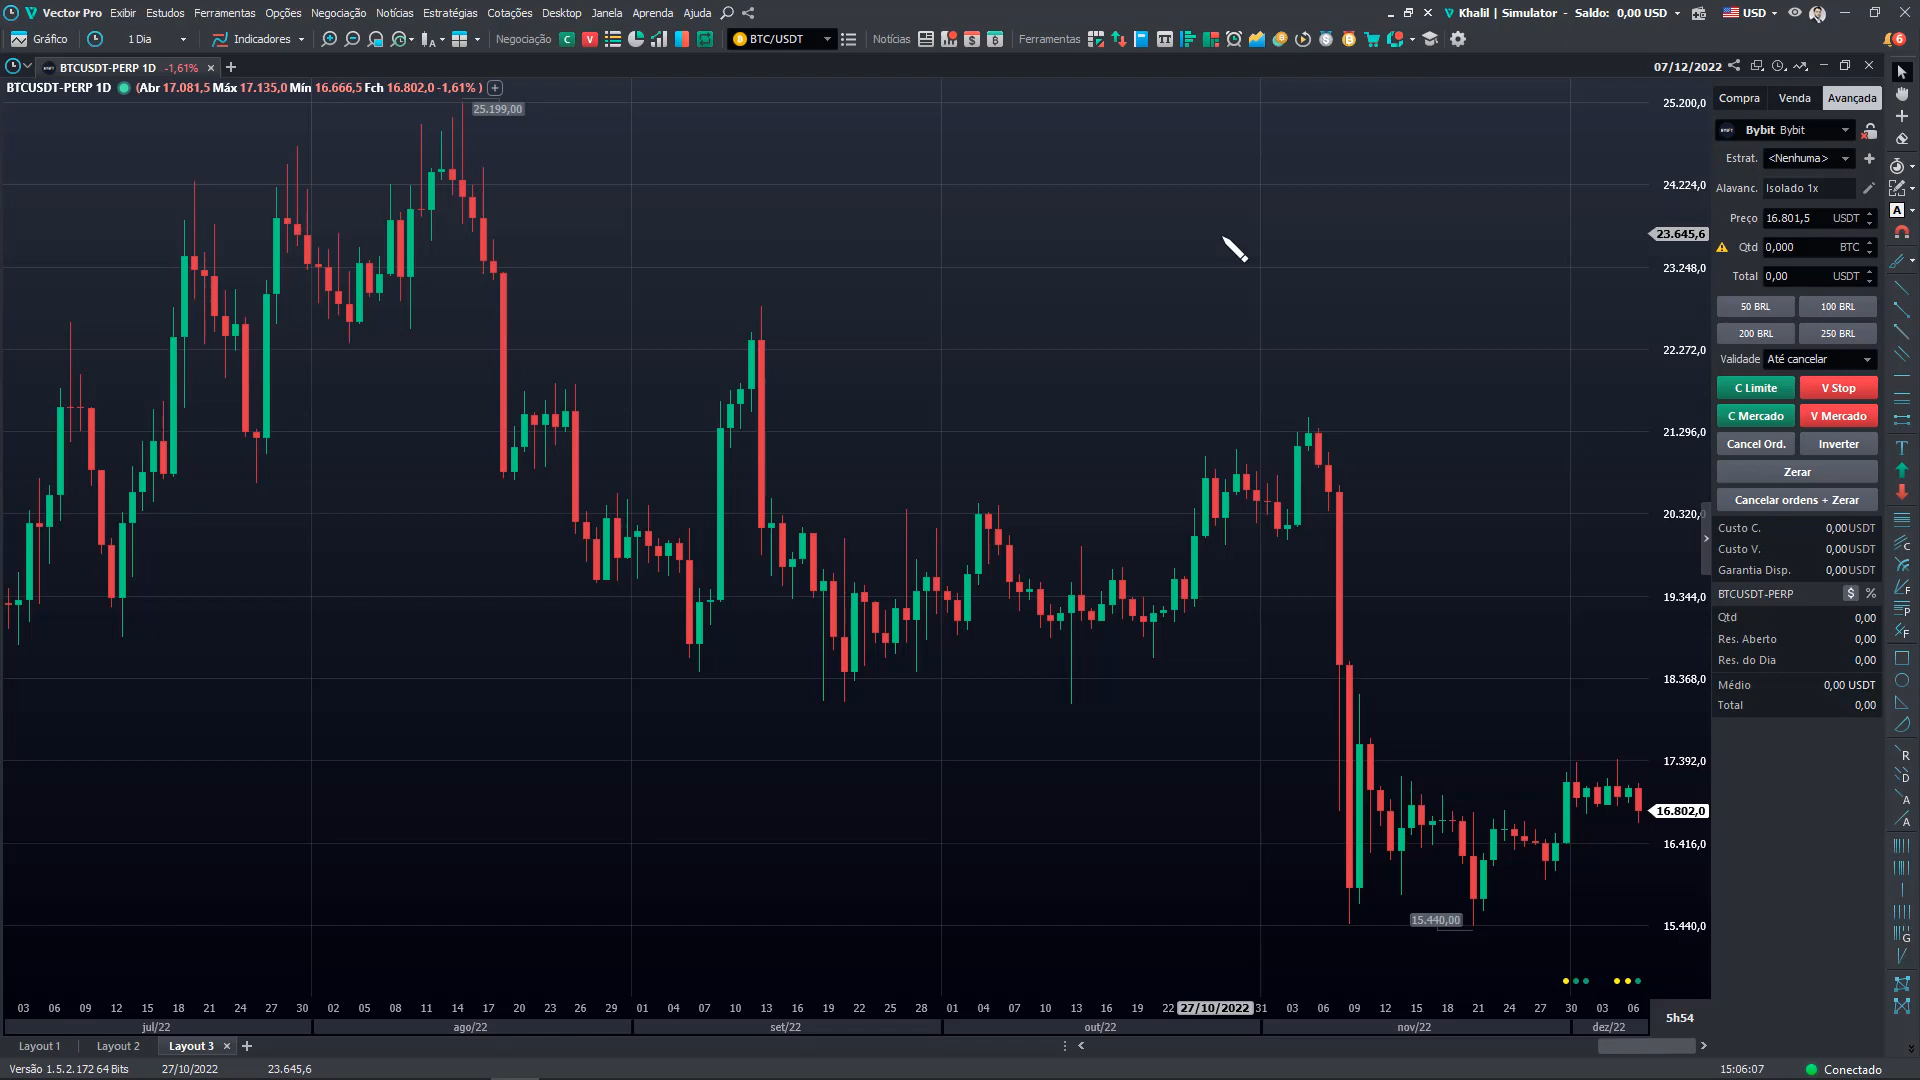 Vector Pro Exibir Estudos Ferramentas Opções Negociação Notícias Estratégias Cotações Desktop Janela Aprenda Ajuda
Khalil | Simulator - Saldo: 0,00 USD USD
Gráfico 1 Dia Indicadores Negociação C V BTC/USDT Notícias Ferramentas 6
BTCUSDT-PERP 1D -1,61% 07/12/2022
BTCUSDT-PERP 1D (Abr 17.081,5 Máx 17.135,0 Mín 16.666,5 Fch 16.802,0 -1,61% )
25.199,00
25.200,0
24.224,0
23.645,6
23.248,0
22.272,0
21.296,0
20.320,0
19.344,0
18.368,0
17.392,0
16.802,0
16.416,0
15.440,00
15.440,0
Compra Venda Avançada
Bybit Bybit
Estrat. <Nenhuma>
Alavanc. Isolado 1x
Preço 16.801,5 USDT
Qtd 0,000 BTC
Total 0,00 USDT
50 BRL 100 BRL
200 BRL 250 BRL
Validade Até cancelar
C Limite V Stop
C Mercado V Mercado
Cancel Ord. Inverter
Zerar
Cancelar ordens + Zerar
Custo C. 0,00USDT
Custo V. 0,00USDT
Garantia Disp. 0,00USDT
BTCUSDT-PERP $ %
Qtd 0,00
Res. Aberto 0,00
Res. do Dia 0,00
Médio 0,00 USDT
Total 0,00
A
T
C
F
P
F
R
D
A
A
G
03 06 09 12 15 18 21 24 27 30 02 05 08 11 14 17 20 23 26 29 01 04 07 10 13 16 19 22 25 28 01 04 07 10 13 16 19 22 27/10/2022 31 03 06 09 12 15 18 21 24 27 30 03 06
jul/22 ago/22 set/22 out/22 nov/22 dez/22
5h54
Layout 1 Layout 2 Layout 3
Versão 1.5.2.172 64 Bits 27/10/2022 23.645,6 15:06:07 Conectado